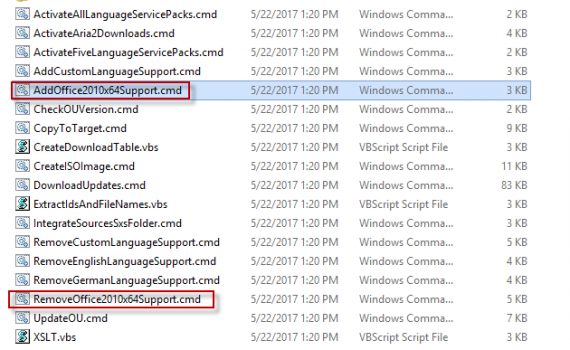 ActivateAllLanguageServicePacks.cmd 5/22/2017 1:20 PM Windows Comma... 2 KB
ActivateAria2Downloads.cmd 5/22/2017 1:20 PM Windows Comma... 4 KB
ActivateFiveLanguageServicePacks.cmd 5/22/2017 1:20 PM Windows Comma... 2 KB
AddCustomLanguageSupport.cmd 5/22/2017 1:20 PM Windows Comma... 3 KB
AddOffice2010x64Support.cmd 5/22/2017 1:20 PM Windows Comma... 3 KB
CheckOUVersion.cmd 5/22/2017 1:20 PM Windows Comma... 2 KB
CopyToTarget.cmd 5/22/2017 1:20 PM Windows Comma... 9 KB
CreateDownloadTable.vbs 5/22/2017 1:20 PM VBScript Script File 3 KB
CreateISOImage.cmd 5/22/2017 1:20 PM Windows Comma... 11 KB
DownloadUpdates.cmd 5/22/2017 1:20 PM Windows Comma... 83 KB
ExtractIdsAndFileNames.vbs 5/22/2017 1:20 PM VBScript Script File 3 KB
IntegrateSourcesSxsFolder.cmd 5/22/2017 1:20 PM Windows Comma... 3 KB
RemoveCustomLanguageSupport.cmd 5/22/2017 1:20 PM Windows Comma... 3 KB
RemoveEnglishLanguageSupport.cmd 5/22/2017 1:20 PM Windows Comma... 4 KB
RemoveGermanLanguageSupport.cmd 5/22/2017 1:20 PM Windows Comma... 4 KB
RemoveOffice2010x64Support.cmd 5/22/2017 1:20 PM Windows Comma... 5 KB
UpdateOU.cmd 5/22/2017 1:20 PM Windows Comma... 7 KB
XSLT.vbs 5/22/2017 1:20 PM VBScript Script File 2 KB